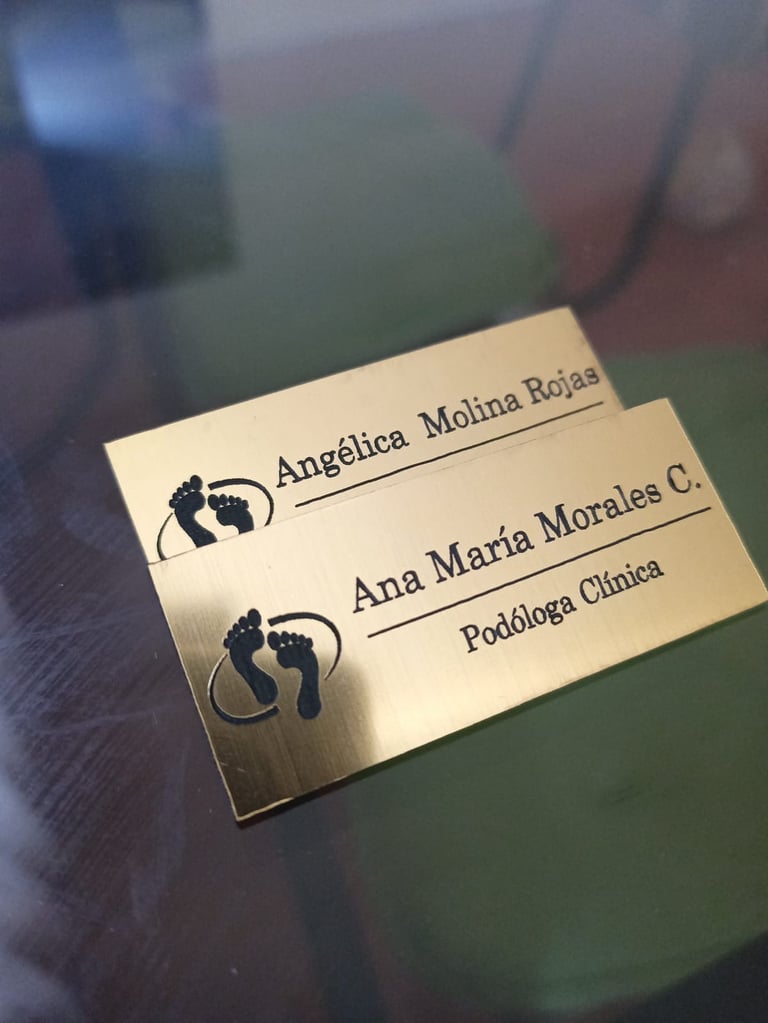 Angélica Molina Rojas
Ana María Morales C.
Podóloga Clínica